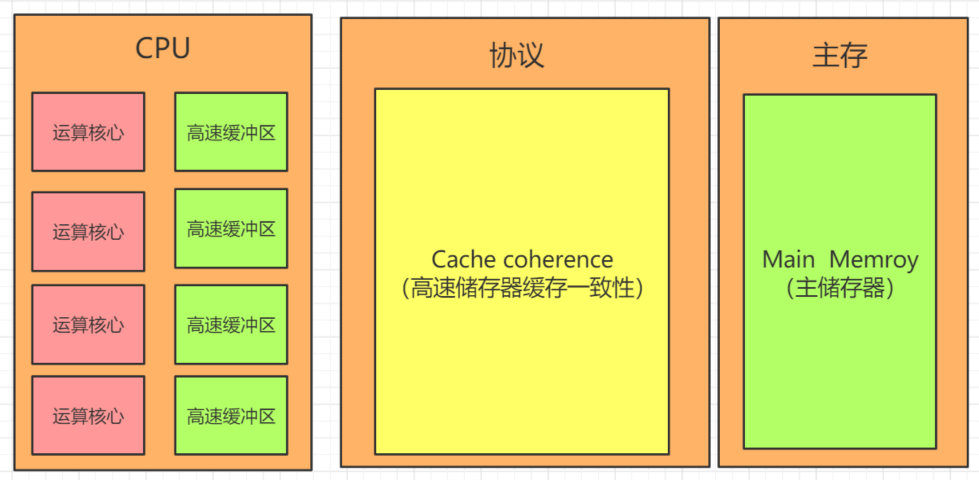 CPU
运算核心
高速缓冲区
运算核心
高速缓冲区
运算核心
高速缓冲区
运算核心
高速缓冲区
协议
Cache coherence
（高速储存器缓存一致性）
主存
Main Memroy
（主储存器）